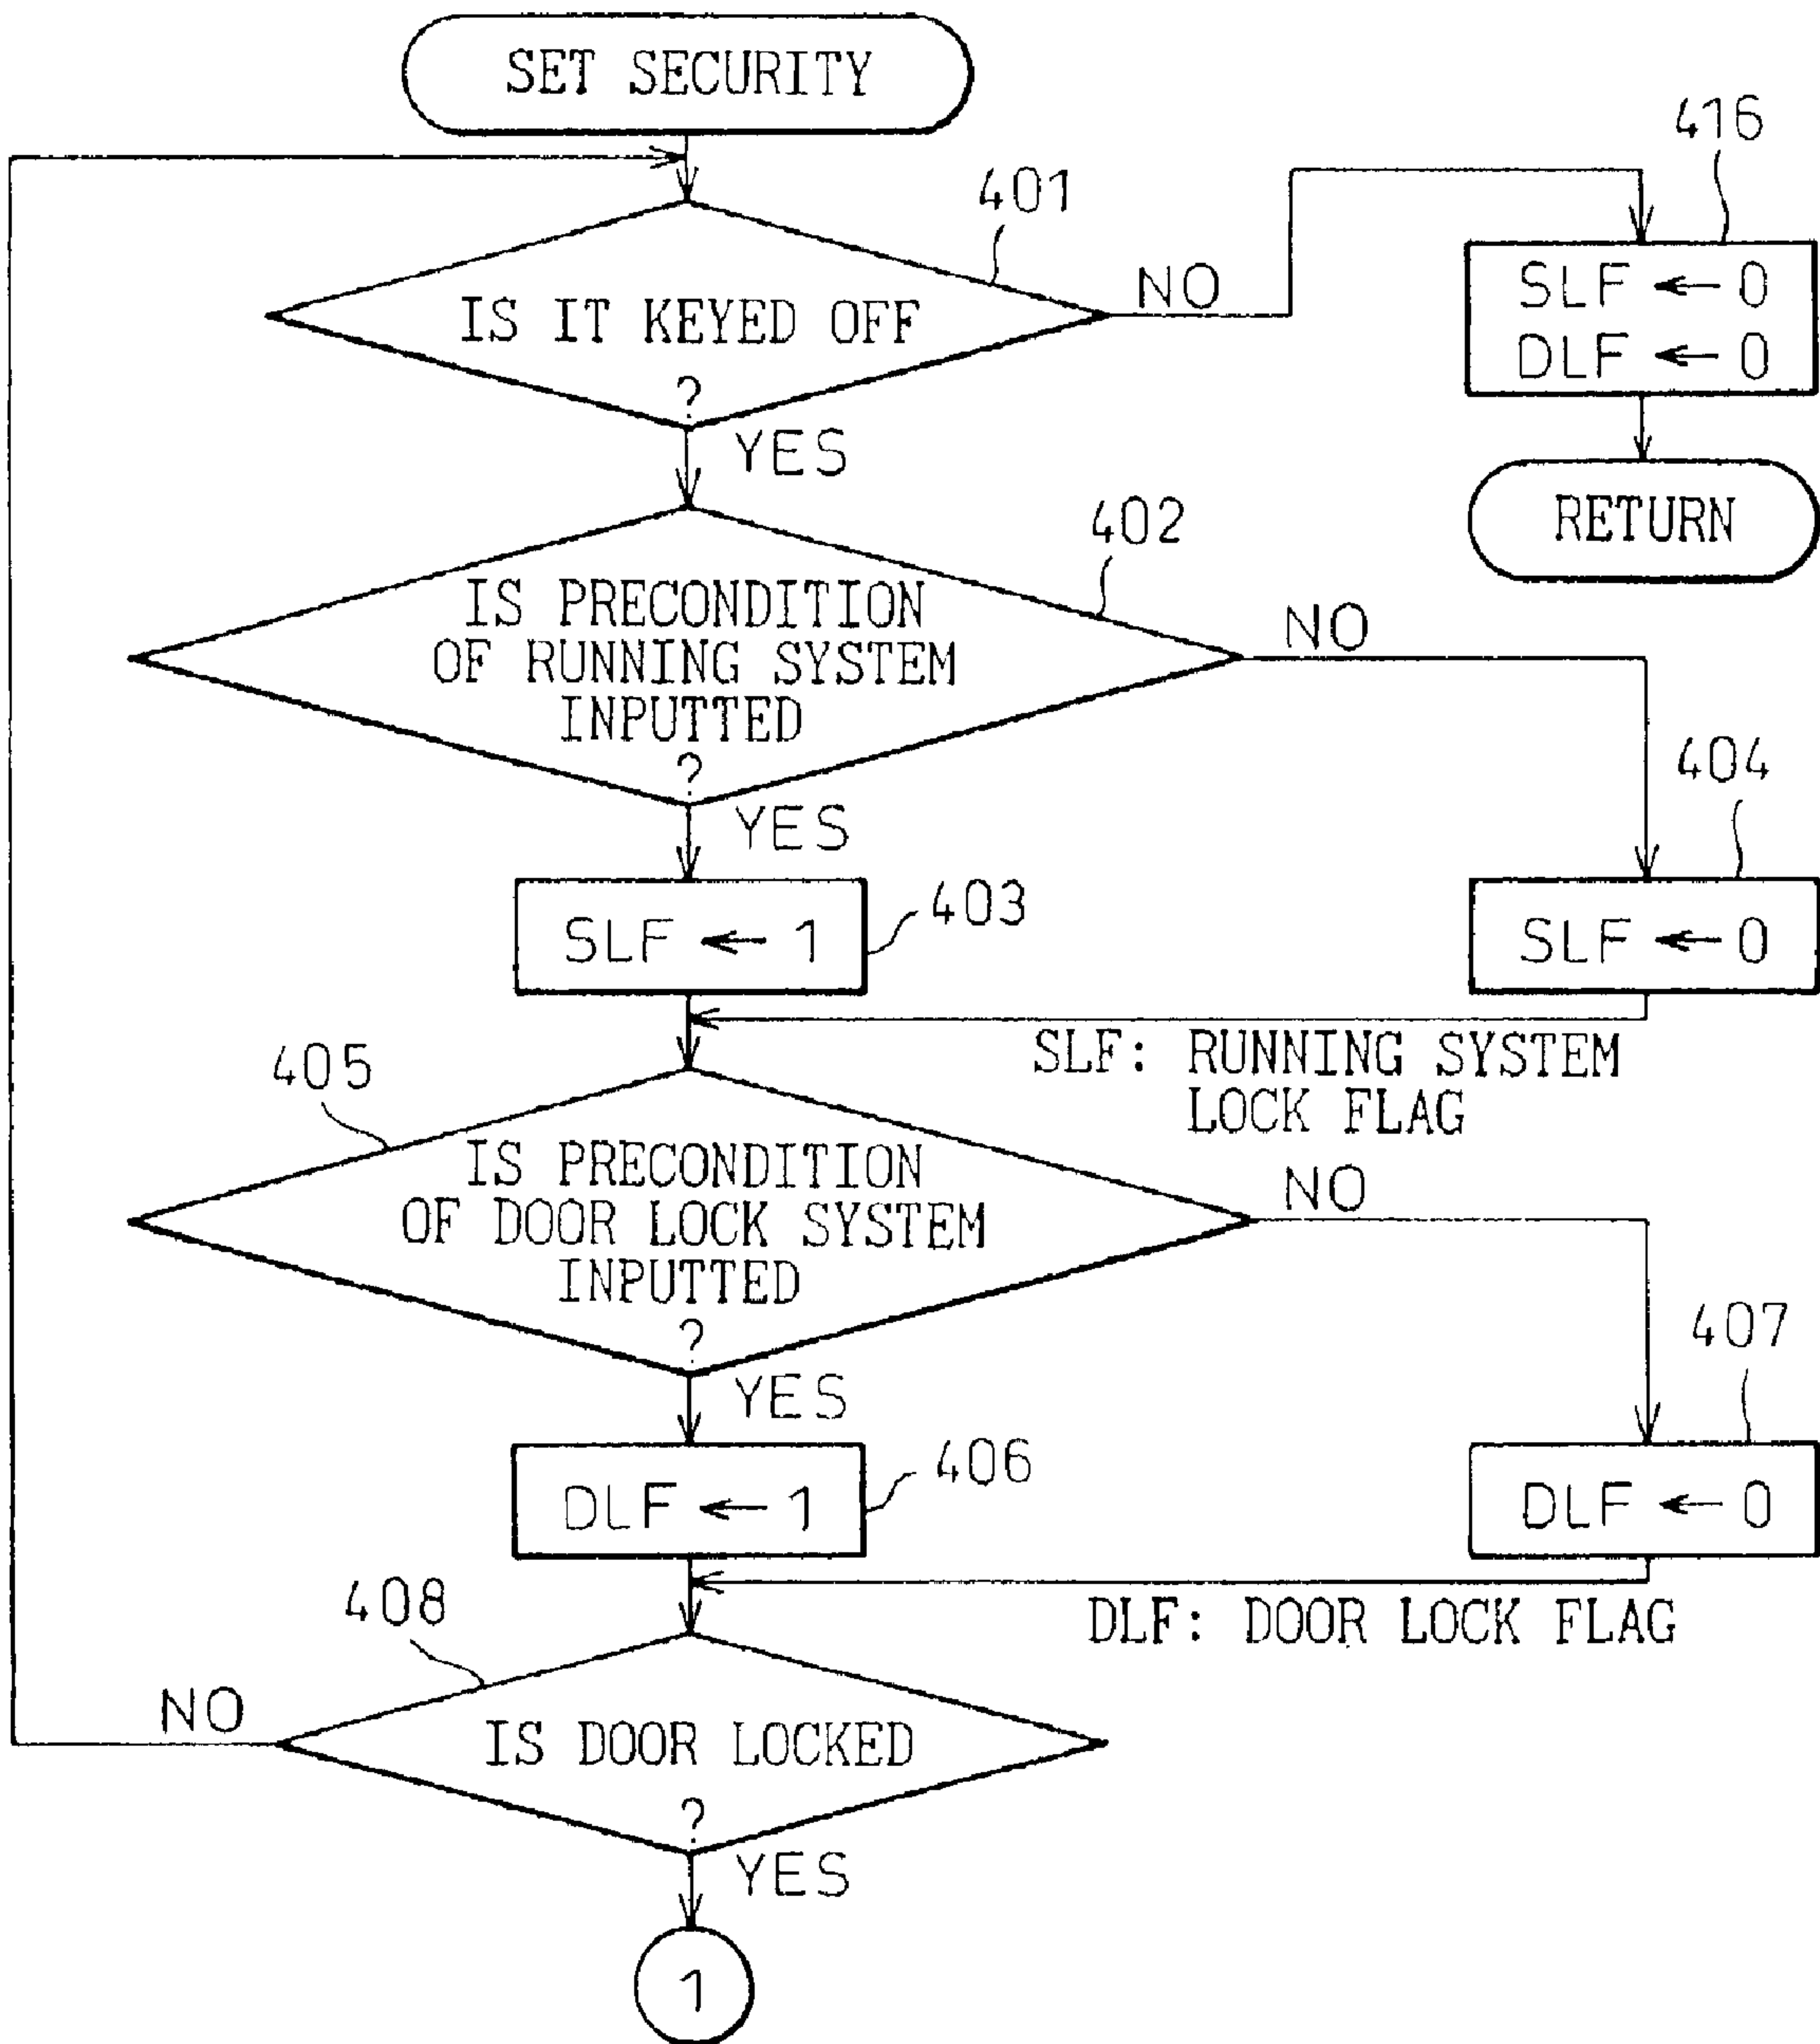 SET SECURITY
416
401
SLF ← 0
DLF ← 0
NO
IS IT KEYED OFF
?
YES
RETURN
402
IS PRECONDITION
OF RUNNING SYSTEM
INPUTTED
?
NO
YES
404
403
SLF ← 1
SLF ← 0
SLF: RUNNING SYSTEM
LOCK FLAG
405
IS PRECONDITION
OF DOOR LOCK SYSTEM
INPUTTED
?
NO
YES
407
406
DLF ← 1
DLF ← 0
DLF: DOOR LOCK FLAG
408
NO
IS DOOR LOCKED
?
YES
1